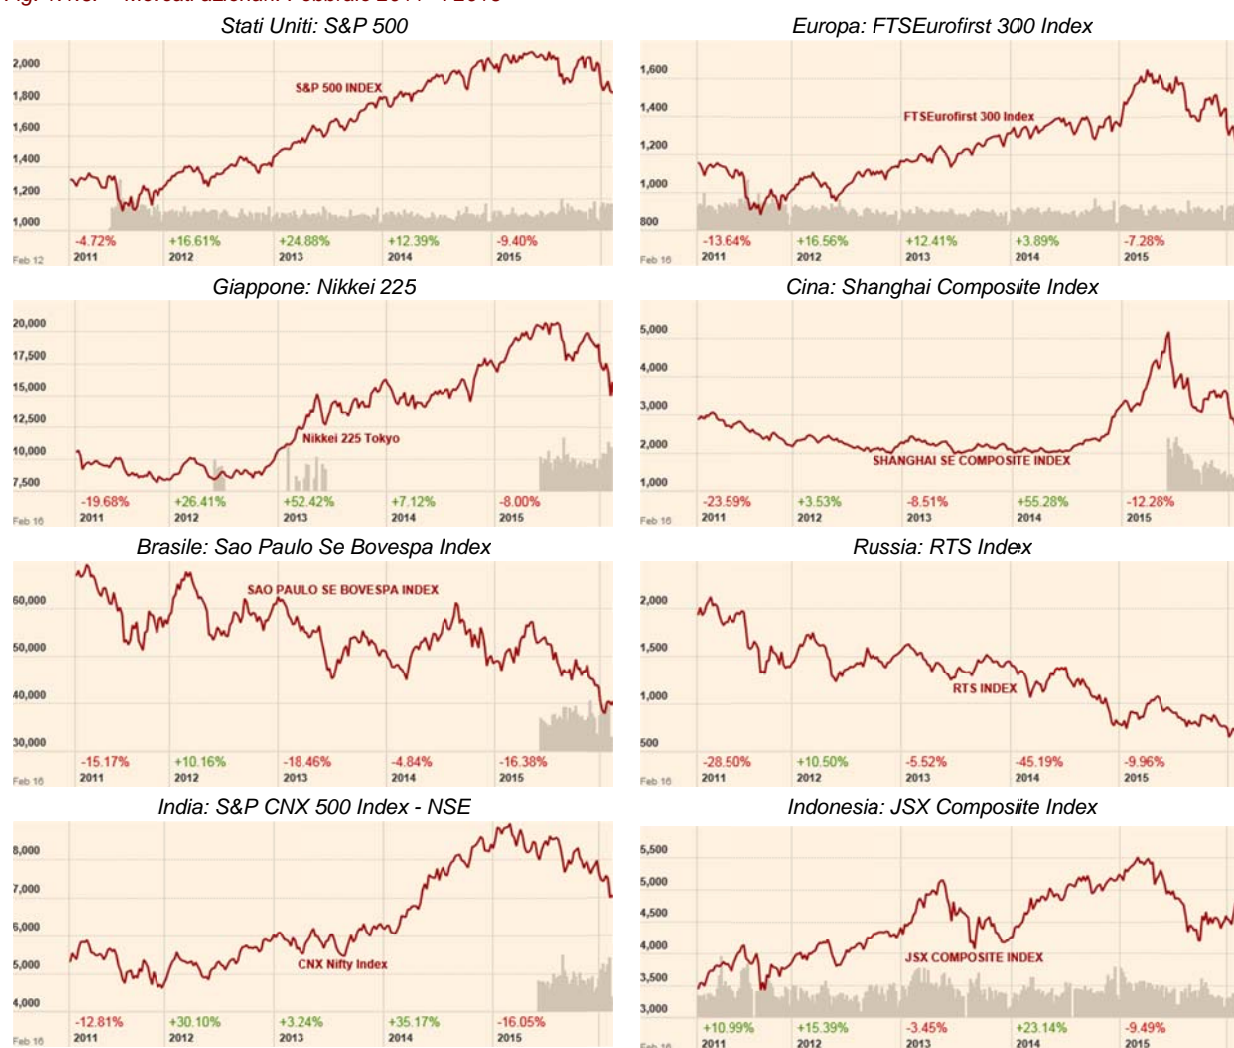 Stati Uniti: S&P 500
2,000
1,800
1,600
1,400
1,200
1,000
S&P 500 INDEX
-4.72% +16.61% +24.88% +12.39% -9.40%
Feb 12 2011 2012 2013 2014 2015
Europa: FTSEurofirst 300 Index
1,600
1,400
1,200
1,000
800
FTSEurofirst 300 Index
-13.64% +16.56% +12.41% +3.89% -7.28%
Feb 16 2011 2012 2013 2014 2015
Giappone: Nikkei 225
20,000
17,500
15,000
12,500
10,000
7,500
Nikkei 225 Tokyo
-19.68% +26.41% +52.42% +7.12% -8.00%
Feb 16 2011 2012 2013 2014 2015
Cina: Shanghai Composite Index
5,000
4,000
3,000
2,000
1,000
SHANGHAI SE COMPOSITE INDEX
-23.59% +3.53% -8.51% +55.28% -12.28%
Feb 16 2011 2012 2013 2014 2015
Brasile: Sao Paulo Se Bovespa Index
60,000
50,000
40,000
30,000
SAO PAULO SE BOVESPA INDEX
-15.17% +10.16% -18.46% -4.84% -16.38%
Feb 16 2011 2012 2013 2014 2015
Russia: RTS Index
2,000
1,500
1,000
500
RTS INDEX
-28.50% +10.50% -5.52% -45.19% -9.96%
Feb 16 2011 2012 2013 2014 2015
India: S&P CNX 500 Index - NSE
8,000
7,000
6,000
5,000
4,000
CNX Nifty Index
-12.81% +30.10% +3.24% +35.17% -16.05%
Feb 16 2011 2012 2013 2014 2015
Indonesia: JSX Composite Index
5,500
5,000
4,500
4,000
3,500
3,000
JSX COMPOSITE INDEX
+10.99% +15.39% -3.45% +23.14% -9.49%
Feb 16 2011 2012 2013 2014 2015